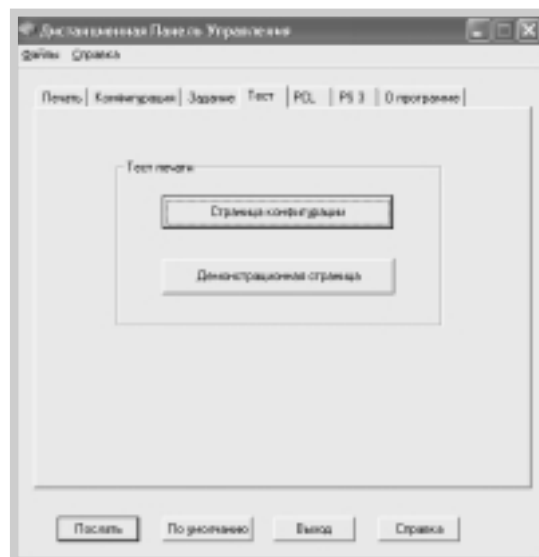 Дистанционная Панель Управления
Файлы Справка
Печать Конфигурация Задание Тест PCL PS 3 О программе
Тест печати
Страница конфигурации
Демонстрационная страница
Послать По умолчанию Выход Справка